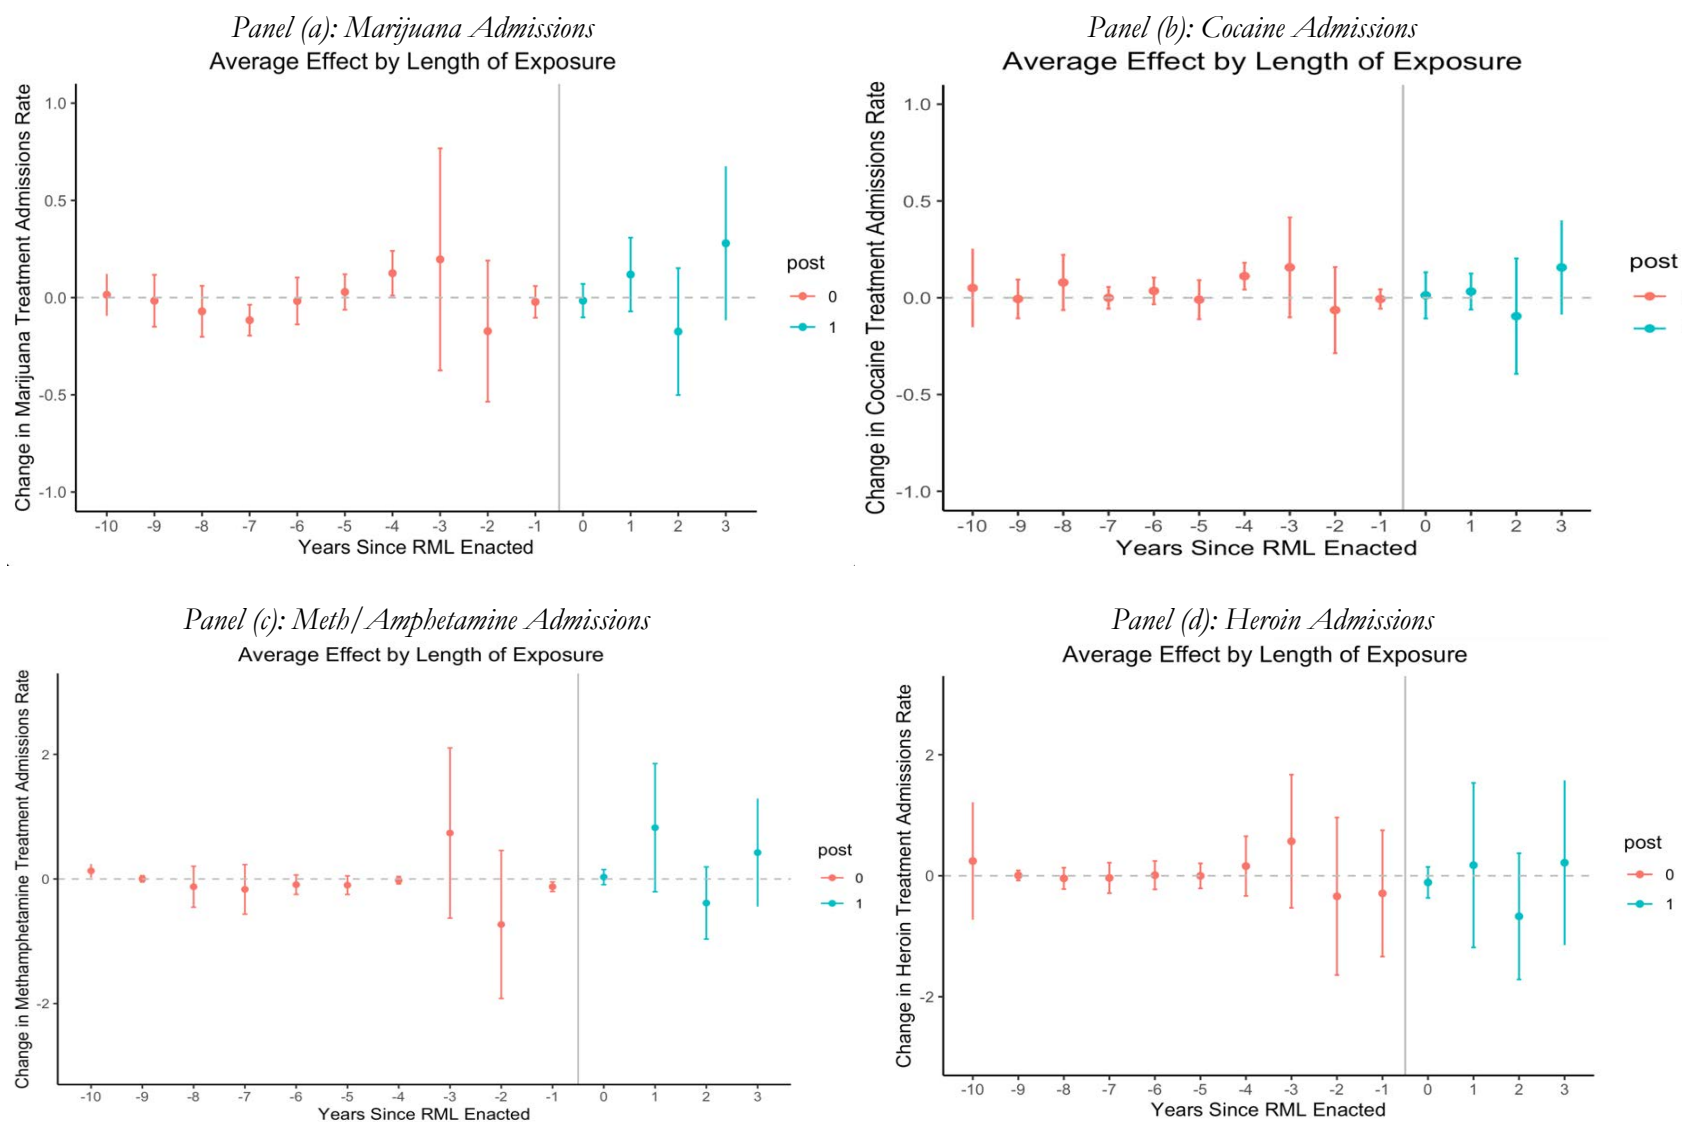 Panel (a): Marijuana Admissions
Average Effect by Length of Exposure
Change in Marijuana Treatment Admissions Rate
1.0
0.5
0.0
-0.5
-1.0
-10 -9 -8 -7 -6 -5 -4 -3 -2 -1 0 1 2 3
Years Since RML Enacted
post
0
1
Panel (b): Cocaine Admissions
Average Effect by Length of Exposure
Change in Cocaine Treatment Admissions Rate
1.0
0.5
0.0
-0.5
-1.0
-10 -9 -8 -7 -6 -5 -4 -3 -2 -1 0 1 2 3
Years Since RML Enacted
post
Panel (c): Meth/Amphetamine Admissions
Average Effect by Length of Exposure
Change in Methamphetamine Treatment Admissions Rate
2
0
-2
-10 -9 -8 -7 -6 -5 -4 -3 -2 -1 0 1 2 3
Years Since RML Enacted
post
0
1
Panel (d): Heroin Admissions
Average Effect by Length of Exposure
Change in Heroin Treatment Admissions Rate
2
0
-2
-10 -9 -8 -7 -6 -5 -4 -3 -2 -1 0 1 2 3
Years Since RML Enacted
post
0
1